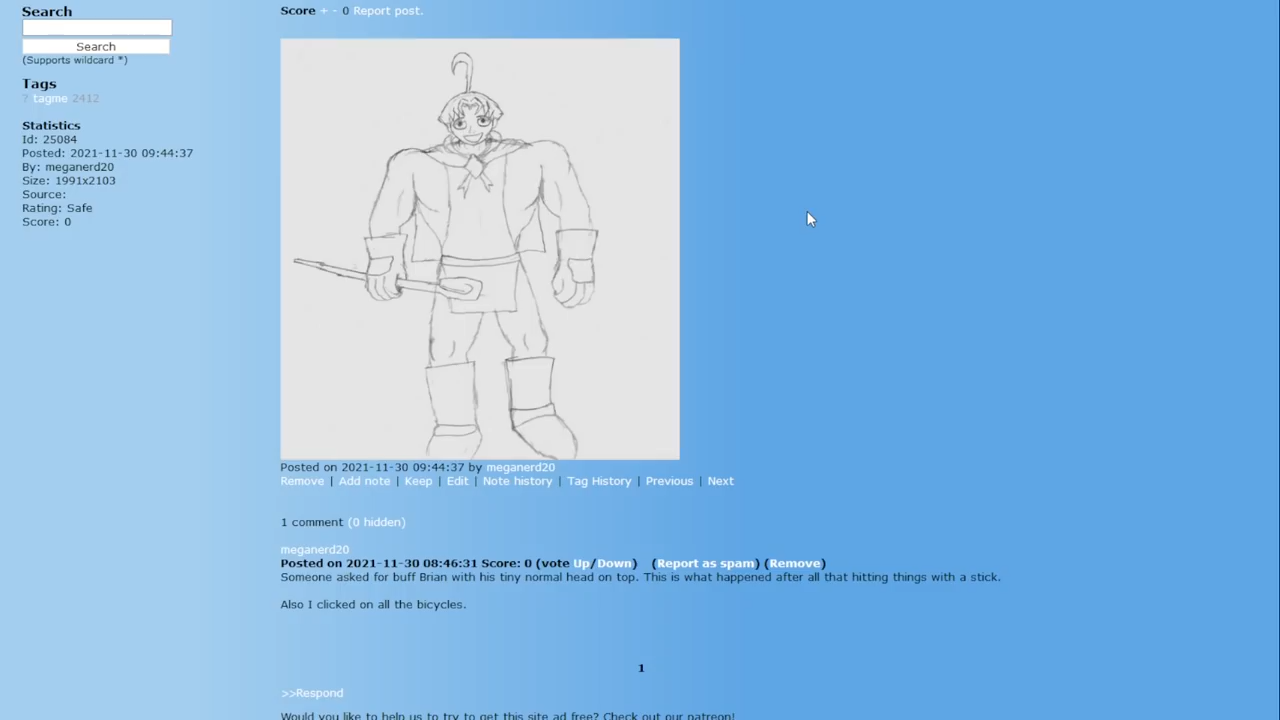 Search
Search
(Supports wildcard *)
Tags
? tagme 2412
Statistics
Id: 25084
Posted: 2021-11-30 09:44:37
By: meganerd20
Size: 1991x2103
Source:
Rating: Safe
Score: 0
Score + - 0 Report post.
Posted on 2021-11-30 09:44:37 by meganerd20
Remove | Add note | Keep | Edit | Note history | Tag History | Previous | Next
1 comment (0 hidden)
meganerd20
Posted on 2021-11-30 08:46:31 Score: 0 (vote Up/Down) (Report as spam) (Remove)
Someone asked for buff Brian with his tiny normal head on top. This is what happened after all that hitting things with a stick.
Also I clicked on all the bicycles.
1
>>Respond
Would you like to help us to try to get this site ad free? Check out our patreon!